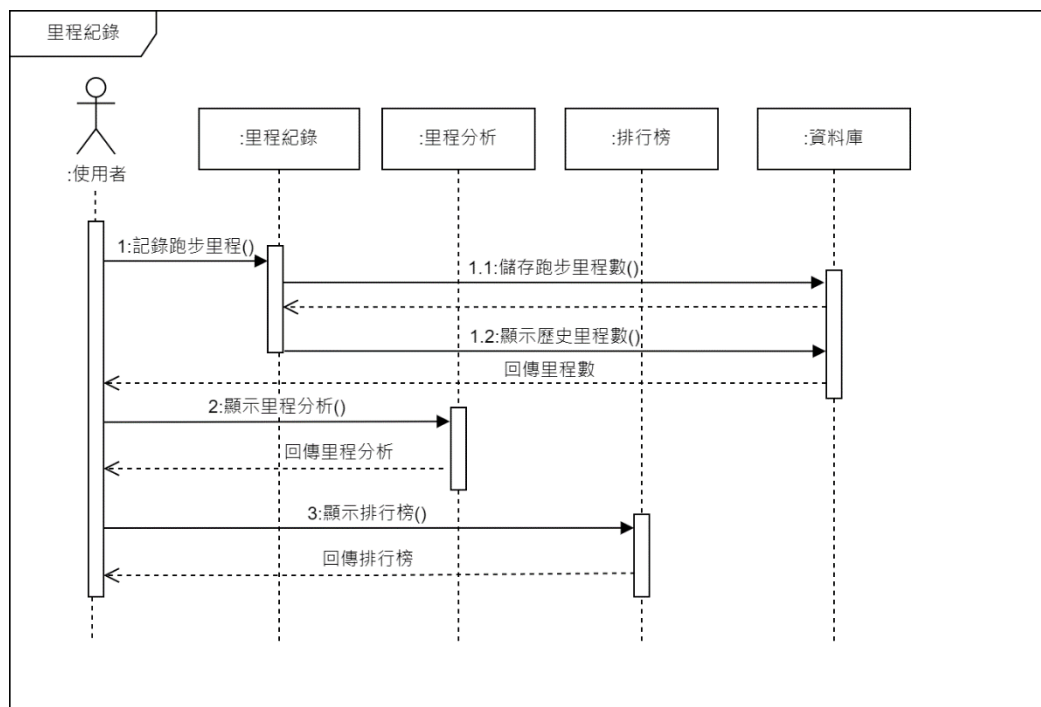 里程紀錄
:使用者
:里程紀錄
:里程分析
:排行榜
:資料庫
1:記錄跑步里程()
1.1:儲存跑步里程數()
1.2:顯示歷史里程數()
回傳里程數
2:顯示里程分析()
回傳里程分析
3:顯示排行榜()
回傳排行榜